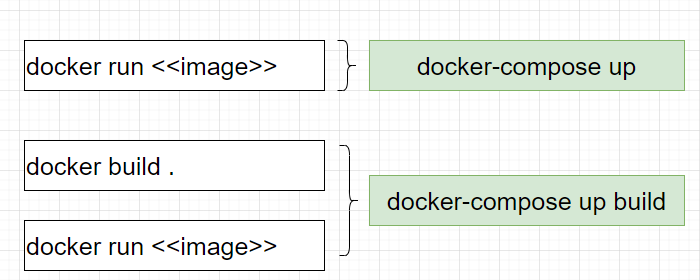 docker run <<image>>
docker-compose up
docker build .
docker-compose up build
docker run <<image>>